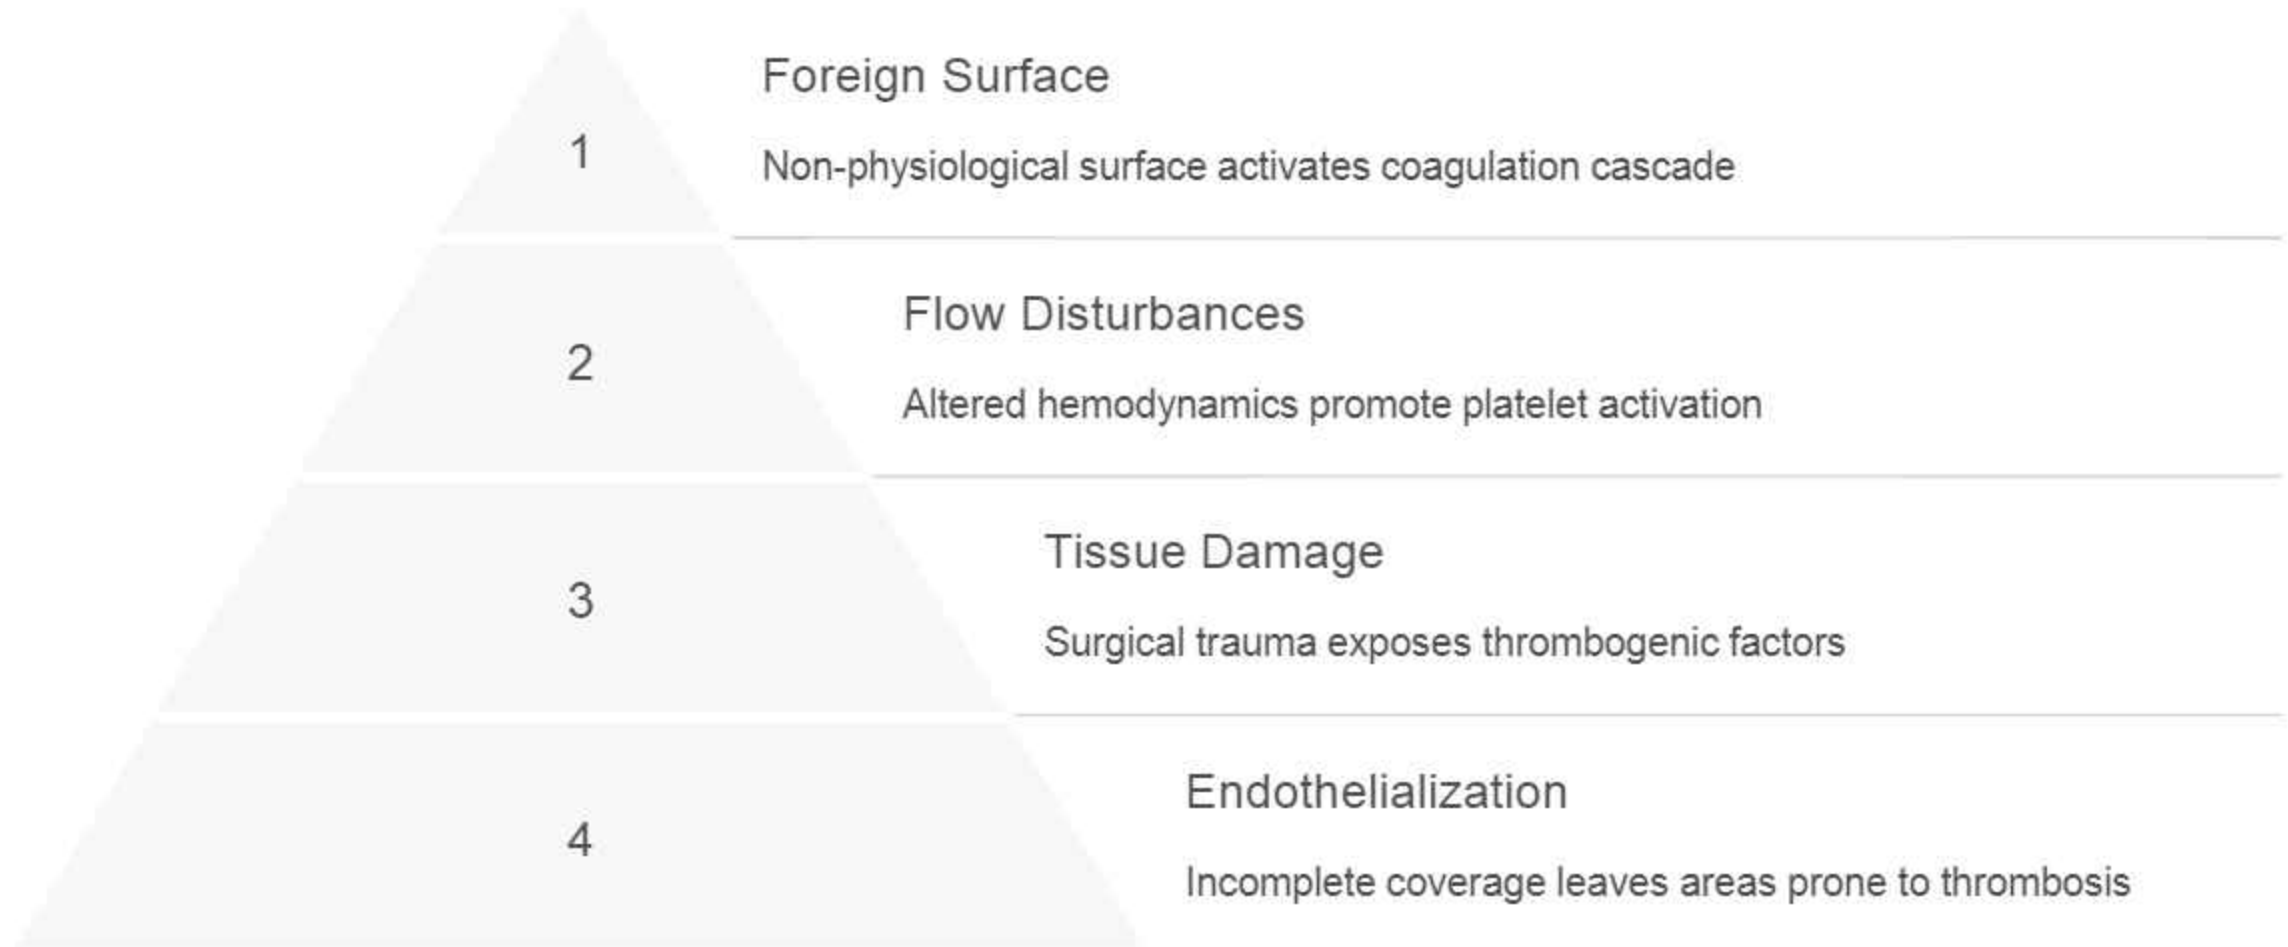 1
Foreign Surface
Non-physiological surface activates coagulation cascade
2
Flow Disturbances
Altered hemodynamics promote platelet activation
3
Tissue Damage
Surgical trauma exposes thrombogenic factors
4
Endothelialization
Incomplete coverage leaves areas prone to thrombosis